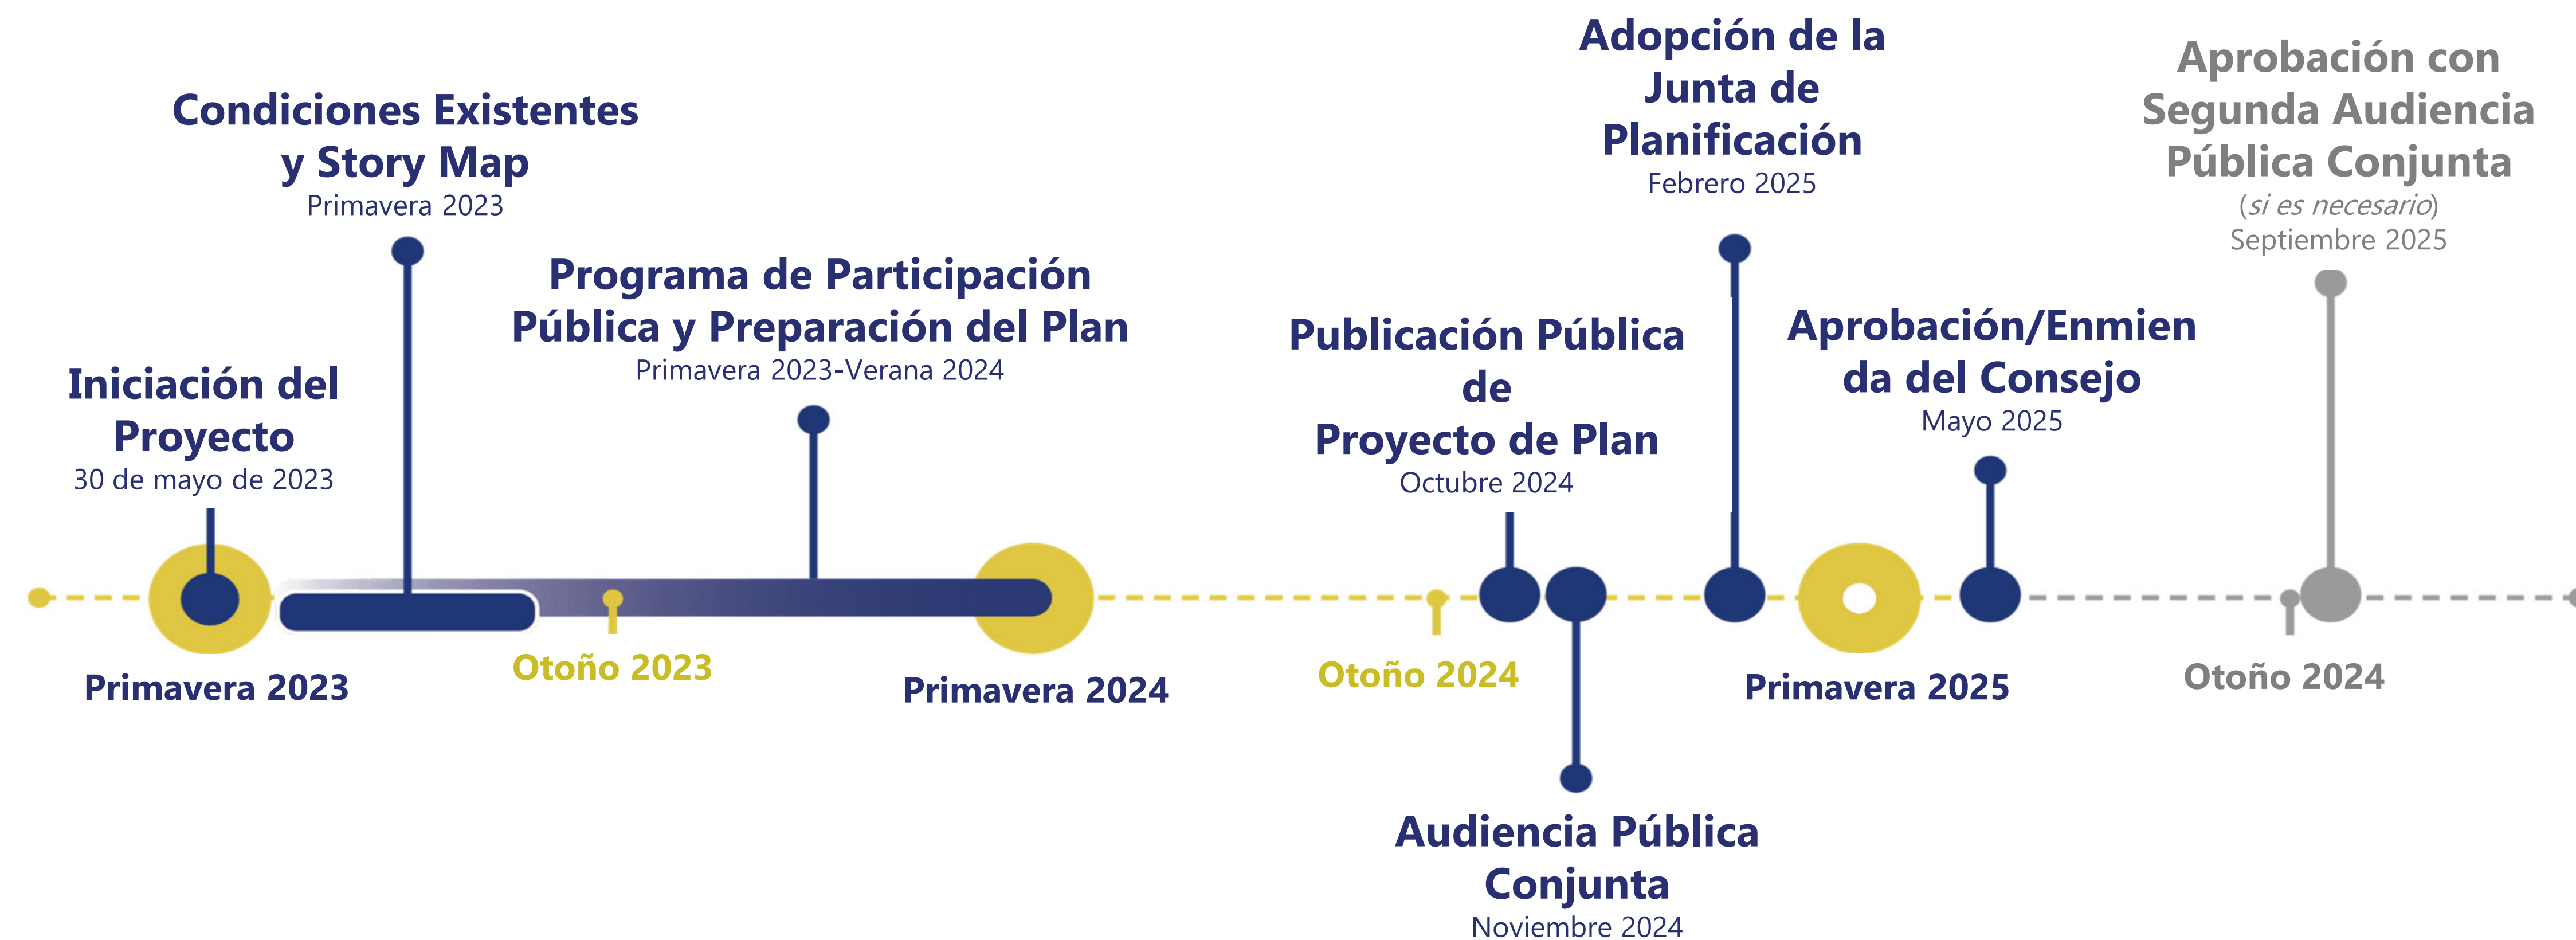 Iniciación del
Proyecto
30 de mayo de 2023
Condiciones Existentes
y Story Map
Primavera 2023
Programa de Participación
Pública y Preparación del Plan
Primavera 2023-Verana 2024
Publicación Pública
de
Proyecto de Plan
Octubre 2024
Adopción de la
Junta de
Planificación
Febrero 2025
Aprobación/Enmien
da del Consejo
Mayo 2025
Aprobación con
Segunda Audiencia
Pública Conjunta
(si es necesario)
Septiembre 2025
Primavera 2023
Otoño 2023
Primavera 2024
Otoño 2024
Primavera 2025
Otoño 2024
Audiencia Pública
Conjunta
Noviembre 2024